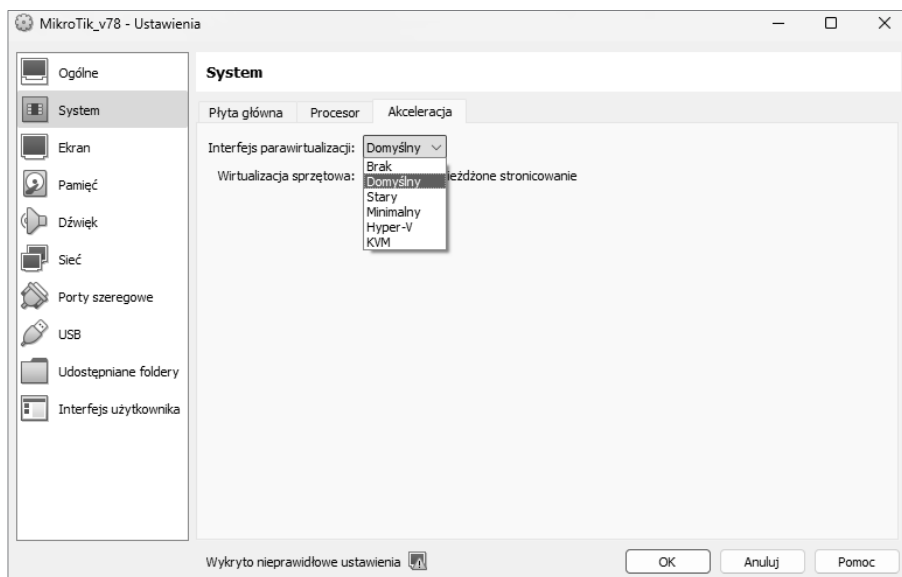 MikroTik_v78 - Ustawienia
Ogólne
System
Ekran
Pamięć
Dźwięk
Sieć
Porty szeregowe
USB
Udostępniane foldery
Interfejs użytkownika
System
Płyta główna Procesor Akceleracja
Interfejs parawirtualizacji: Domyślny
Wirtualizacja sprzętowa: ieżdżone stronicowanie
Brak
Domyślny
Stary
Minimalny
Hyper-V
KVM
Wykryto nieprawidłowe ustawienia
OK Anuluj Pomoc